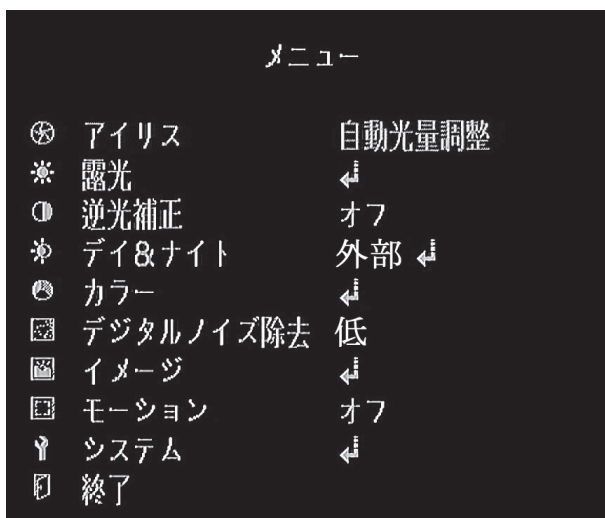 メニュー
アイリス 自動光量調整
露光 ↲
逆光補正 オフ
デイ&ナイト 外部 ↲
カラー ↲
デジタルノイズ除去 低
イメージ ↲
モーション オフ
システム ↲
終了